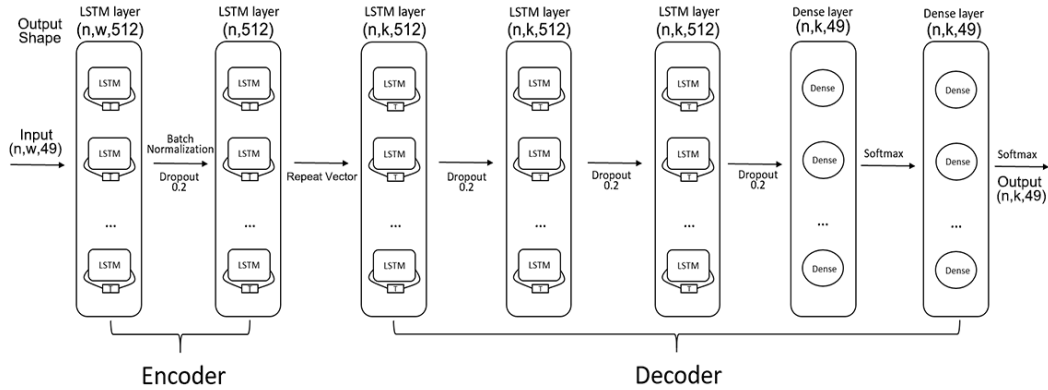 Output
Shape
LSTM layer
(n,w,512)
LSTM layer
(n,512)
LSTM layer
(n,k,512)
LSTM layer
(n,k,512)
LSTM layer
(n,k,512)
Dense layer
(n,k,49)
Dense layer
(n,k,49)
Input
(n,w,49)
LSTM
T
LSTM
T
...
LSTM
T
Batch
Normalization
Dropout
0.2
LSTM
T
LSTM
T
...
LSTM
T
Repeat Vector
LSTM
T
LSTM
T
...
LSTM
T
Dropout
0.2
LSTM
T
LSTM
T
...
LSTM
T
Dropout
0.2
LSTM
T
LSTM
T
...
LSTM
T
Dropout
0.2
Dense
Dense
...
Dense
Softmax
Dense
Dense
...
Dense
Softmax
Output
(n,k,49)
Encoder
Decoder